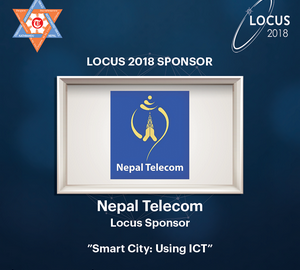 LOCUS
2018
LOCUS 2018 SPONSOR
Nepal Telecom
Nepal Telecom
Locus Sponsor
"Smart City: Using ICT"